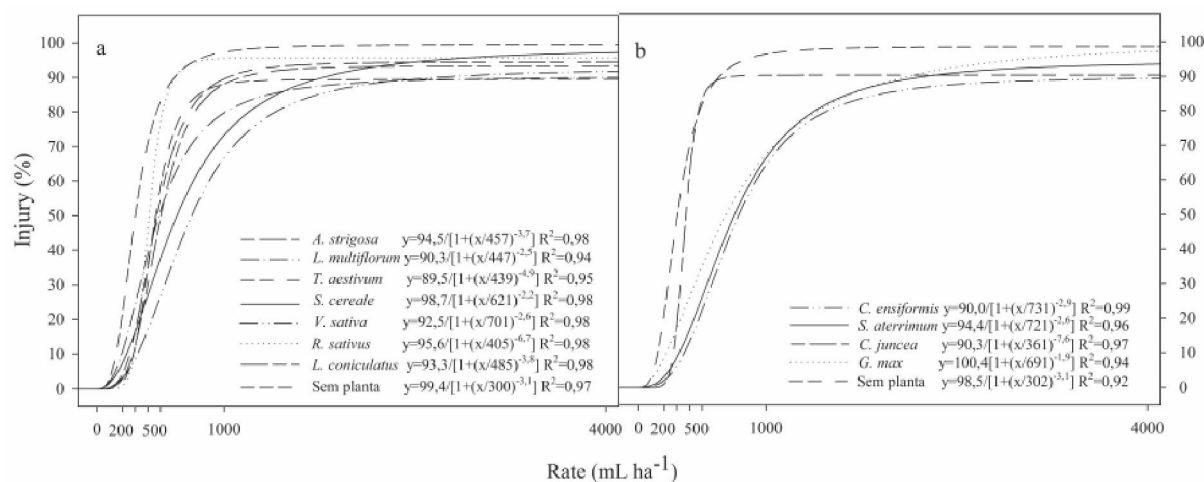 Injury (%)
100
90
80
70
60
50
40
30
20
10
0
a
A. strigosa y=94,5/[1+(x/457)^-3,7] R²=0,98
L. multiflorum y=90,3/[1+(x/447)^-2,5] R²=0,94
T. aestivum y=89,5/[1+(x/439)^-4,9] R²=0,95
S. cereale y=98,7/[1+(x/621)^-2,2] R²=0,98
V. sativa y=92,5/[1+(x/701)^-2,6] R²=0,98
R. sativus y=95,6/[1+(x/405)^-6,7] R²=0,98
L. coniculatus y=93,3/[1+(x/485)^-3,8] R²=0,98
Sem planta y=99,4/[1+(x/300)^-3,1] R²=0,97
0 200 500 1000 4000
b
C. ensiformis y=90,0/[1+(x/731)^-2,9] R²=0,99
S. aterrimum y=94,4/[1+(x/721)^-2,6] R²=0,96
C. juncea y=90,3/[1+(x/361)^-7,6] R²=0,97
G. max y=100,4[1+(x/691)^-1,9] R²=0,94
Sem planta y=98,5/[1+(x/302)^-3,1] R²=0,92
0 200 500 1000 4000
100
90
80
70
60
50
40
30
20
10
0
Rate (mL ha⁻¹)